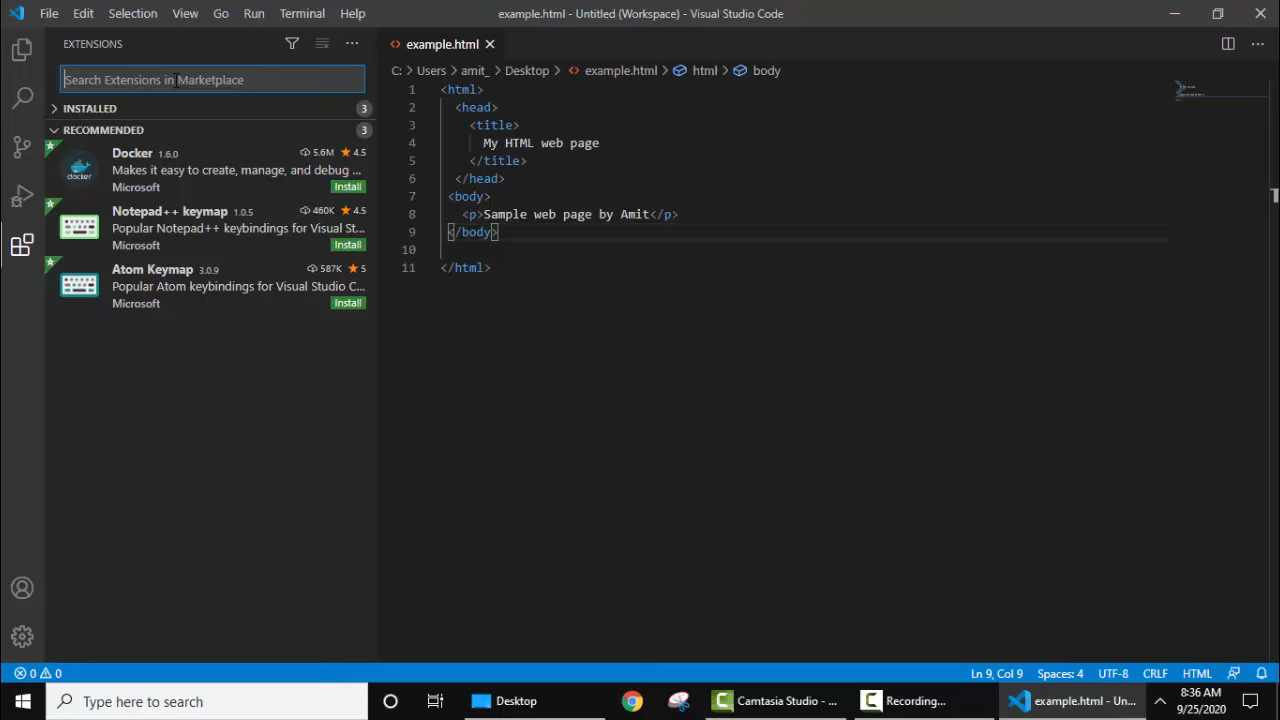 File Edit Selection View Go Run Terminal Help
example.html - Untitled (Workspace) - Visual Studio Code
EXTENSIONS
Search Extensions in Marketplace
INSTALLED 3
RECOMMENDED 3
Docker 1.6.0 5.6M 4.5
Makes it easy to create, manage, and debug ...
Microsoft Install
docker
Notepad++ keymap 1.0.5 460K 4.5
Popular Notepad++ keybindings for Visual St...
Microsoft Install
Atom Keymap 3.0.9 587K 5
Popular Atom keybindings for Visual Studio C...
Microsoft Install
example.html
C: > Users > amit_ > Desktop > example.html > html > body
1 <html>
2 <head>
3 <title>
4 My HTML web page
5 </title>
6 </head>
7 <body>
8 <p>Sample web page by Amit</p>
9 </body>
10
11 </html>
0 0
Ln 9, Col 9 Spaces: 4 UTF-8 CRLF HTML
Type here to search
Desktop
Camtasia Studio - ...
Recording...
example.html - Un...
8:36 AM
9/25/2020